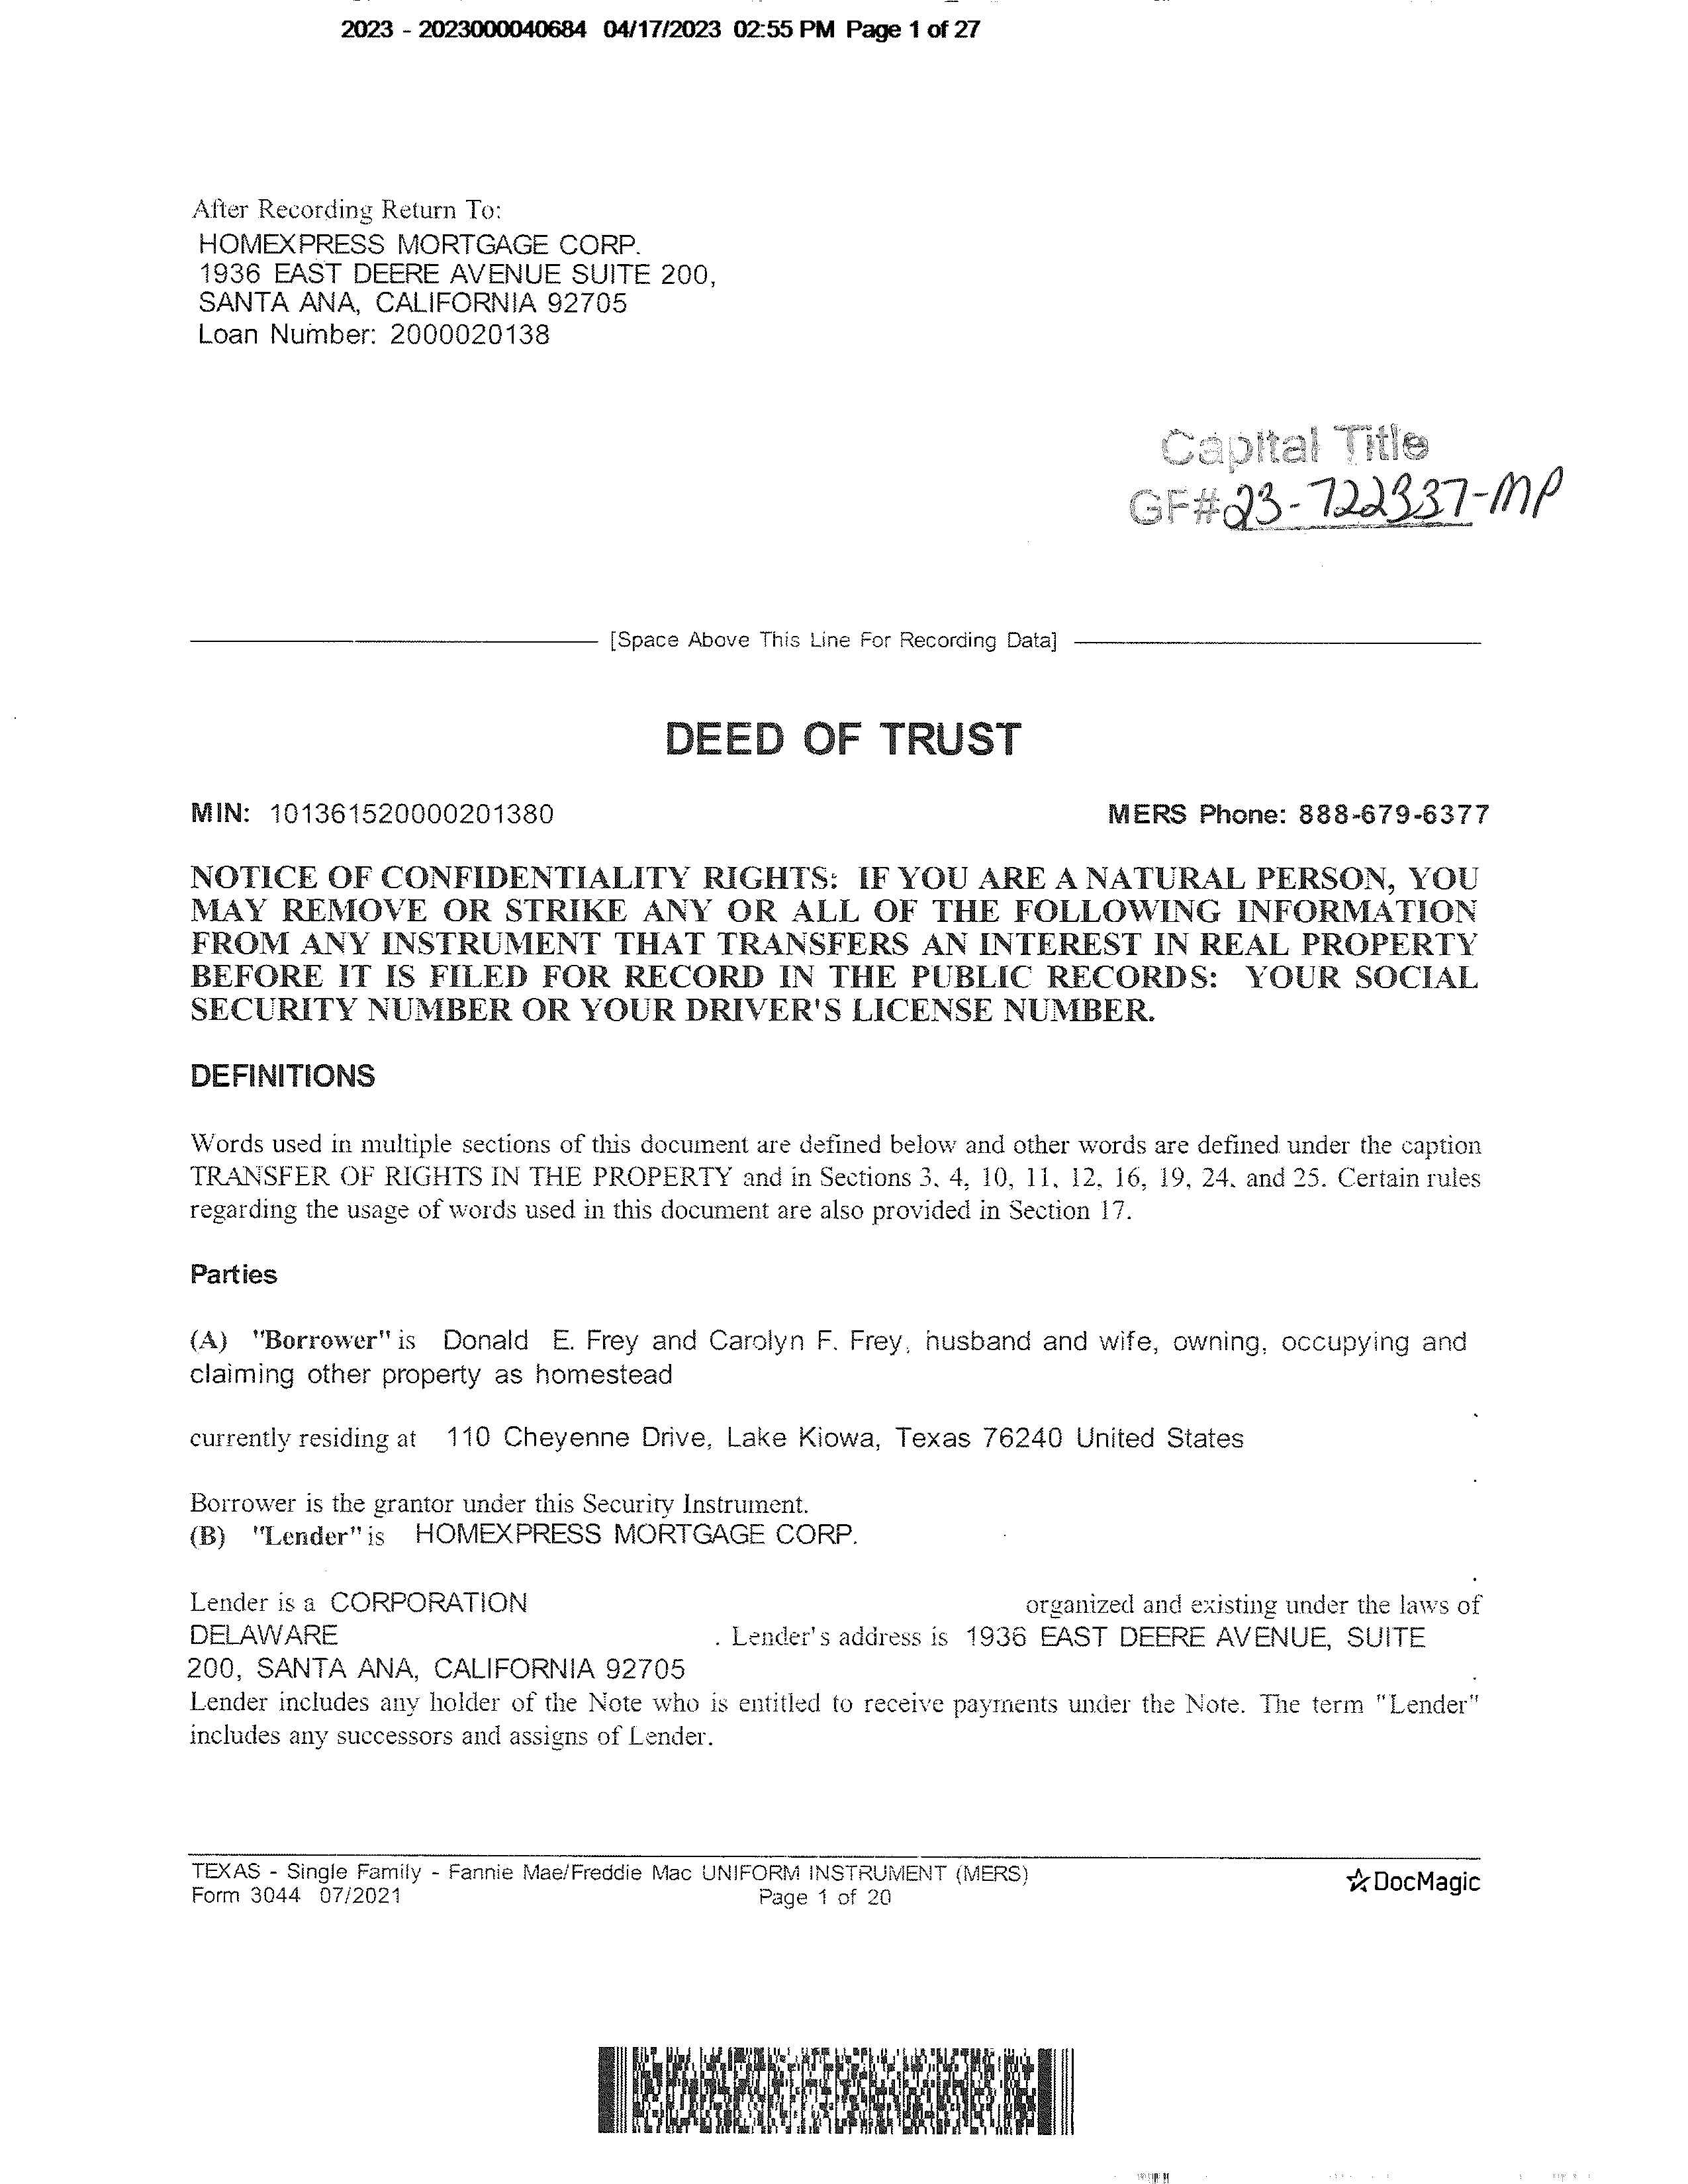 2023 - 2023000040684 04/17/2023 02:55 PM Page 1 of 27
After Recording Return To:
HOMEXPRESS MORTGAGE CORP.
1936 EAST DEERE AVENUE SUITE 200,
SANTA ANA, CALIFORNIA 92705
Loan Number: 2000020138
Capital Title
GF#23-722337-MP
[Space Above This Line For Recording Data]
DEED OF TRUST
MIN: 101361520000201380 MERS Phone: 888-679-6377
NOTICE OF CONFIDENTIALITY RIGHTS: IF YOU ARE A NATURAL PERSON, YOU
MAY REMOVE OR STRIKE ANY OR ALL OF THE FOLLOWING INFORMATION
FROM ANY INSTRUMENT THAT TRANSFERS AN INTEREST IN REAL PROPERTY
BEFORE IT IS FILED FOR RECORD IN THE PUBLIC RECORDS: YOUR SOCIAL
SECURITY NUMBER OR YOUR DRIVER'S LICENSE NUMBER.
DEFINITIONS
Words used in multiple sections of this document are defined below and other words are defined under the caption
TRANSFER OF RIGHTS IN THE PROPERTY and in Sections 3, 4, 10, 11, 12, 16, 19, 24, and 25. Certain rules
regarding the usage of words used in this document are also provided in Section 17.
Parties
(A) "Borrower" is Donald E. Frey and Carolyn F. Frey, husband and wife, owning, occupying and
claiming other property as homestead
currently residing at 110 Cheyenne Drive, Lake Kiowa, Texas 76240 United States
Borrower is the grantor under this Security Instrument.
(B) "Lender" is HOMEXPRESS MORTGAGE CORP.
Lender is a CORPORATION organized and existing under the laws of
DELAWARE . Lender's address is 1936 EAST DEERE AVENUE, SUITE
200, SANTA ANA, CALIFORNIA 92705
Lender includes any holder of the Note who is entitled to receive payments under the Note. The term "Lender"
includes any successors and assigns of Lender.
TEXAS - Single Family - Fannie Mae/Freddie Mac UNIFORM INSTRUMENT (MERS)
Form 3044 07/2021 Page 1 of 20
DocMagic